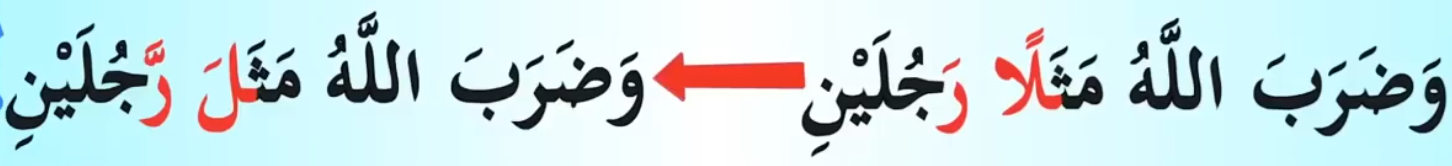 وَضَرَبَ اللَّهُ مَثَلًا رَجُلَيْنِ ← وَضَرَبَ اللَّهُ مَثَلَ رَّجُلَيْنِ